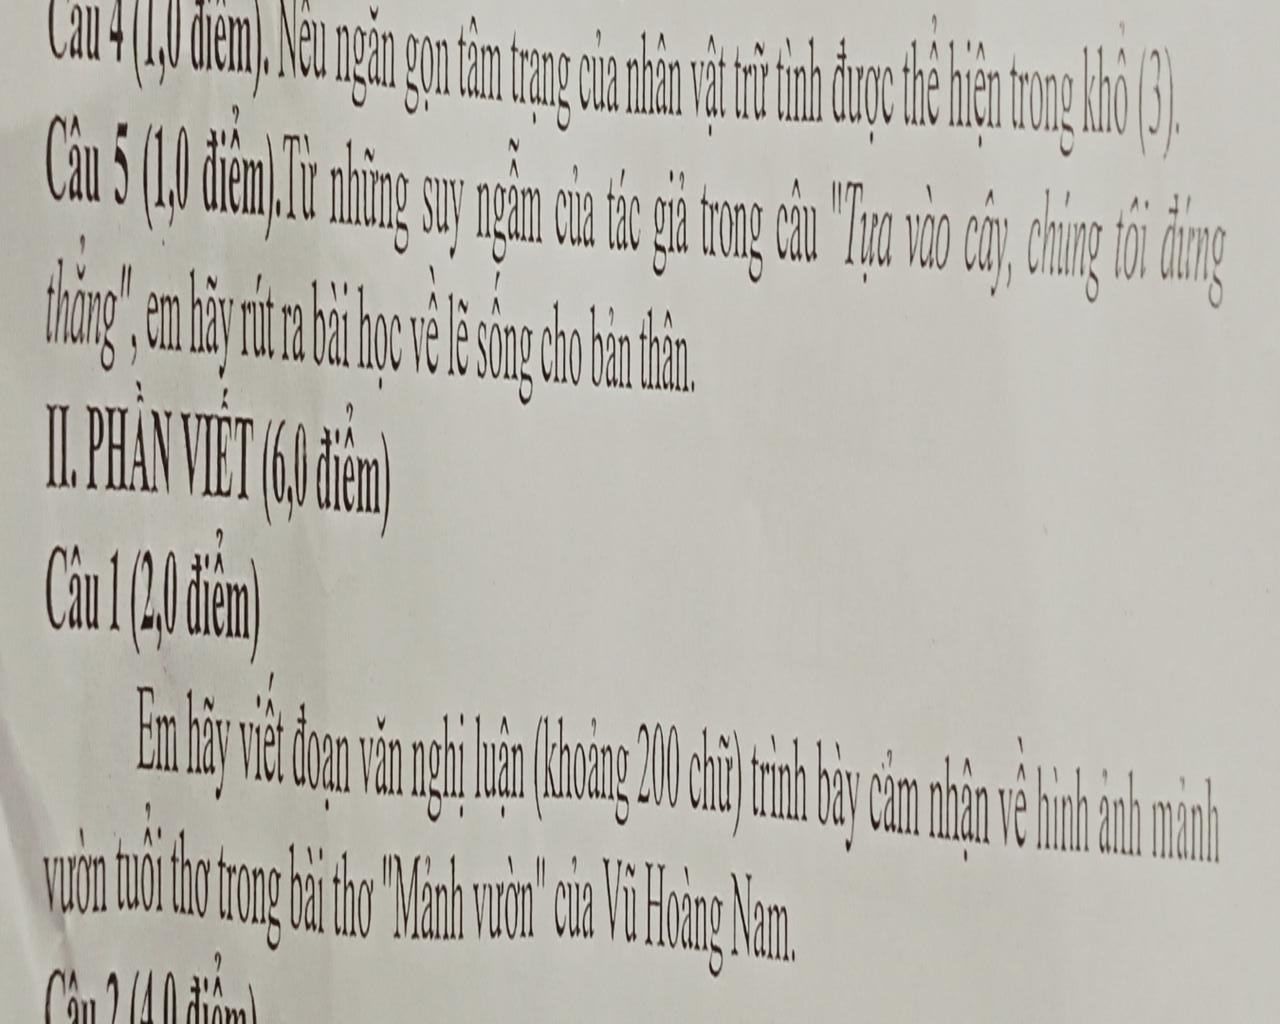 Câu 4 (1,0 điểm). Nêu ngắn gọn tâm trạng của nhân vật trữ tình được thể hiện trong khổ (3).
Câu 5 (1,0 điểm).Từ những suy ngẫm của tác giả trong câu "Tựa vào cây, chúng tôi đứng
thẳng", em hãy rút ra bài học về lẽ sống cho bản thân.
II. PHẦN VIẾT (6,0 điểm)
Câu 1 (2,0 điểm)
Em hãy viết đoạn văn nghị luận (khoảng 200 chữ) trình bày cảm nhận về hình ảnh mảnh
vườn tuổi thơ trong bài thơ "Mảnh vườn" của Vũ Hoàng Nam.
Câu 2 (4,0 điểm)